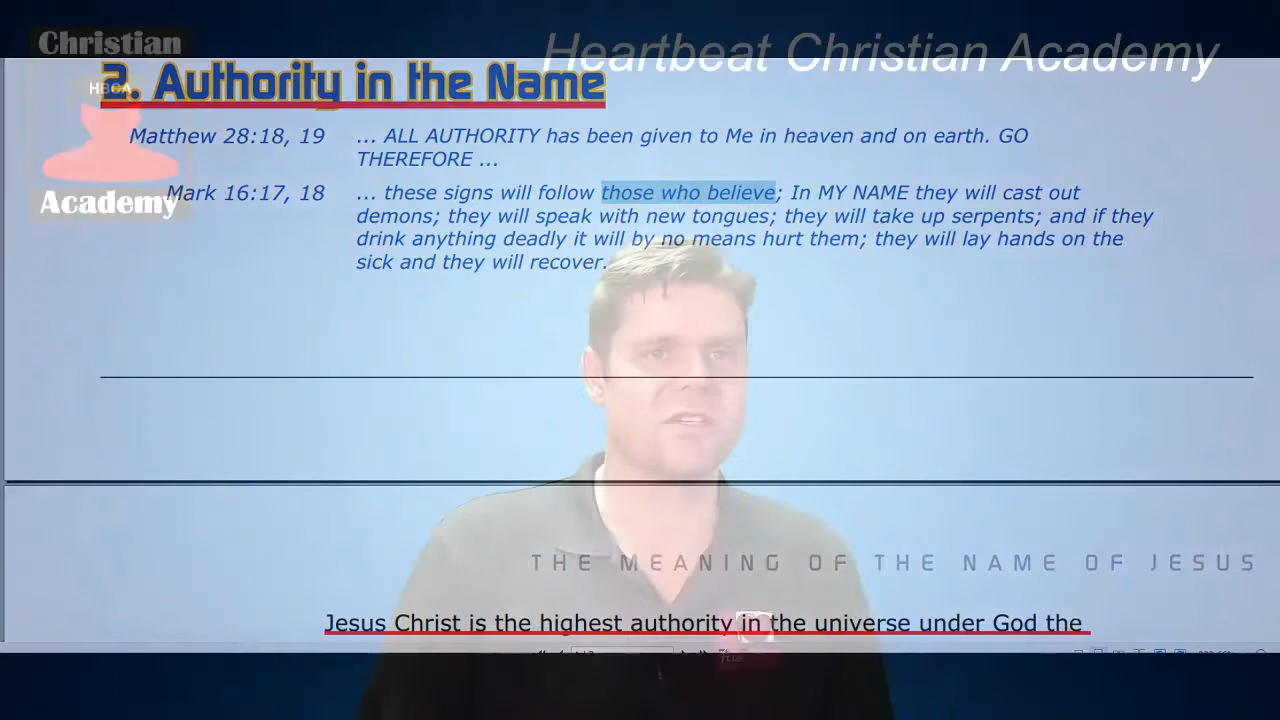 Christian
Heartbeat Christian Academy
2. Authority in the Name
HBCA
Matthew 28:18, 19
... ALL AUTHORITY has been given to Me in heaven and on earth. GO
THEREFORE ...
Mark 16:17, 18
... these signs will follow those who believe; In MY NAME they will cast out
demons; they will speak with new tongues; they will take up serpents; and if they
drink anything deadly it will by no means hurt them; they will lay hands on the
sick and they will recover.
Academy
THE MEANING OF THE NAME OF JESUS
Jesus Christ is the highest authority in the universe under God the